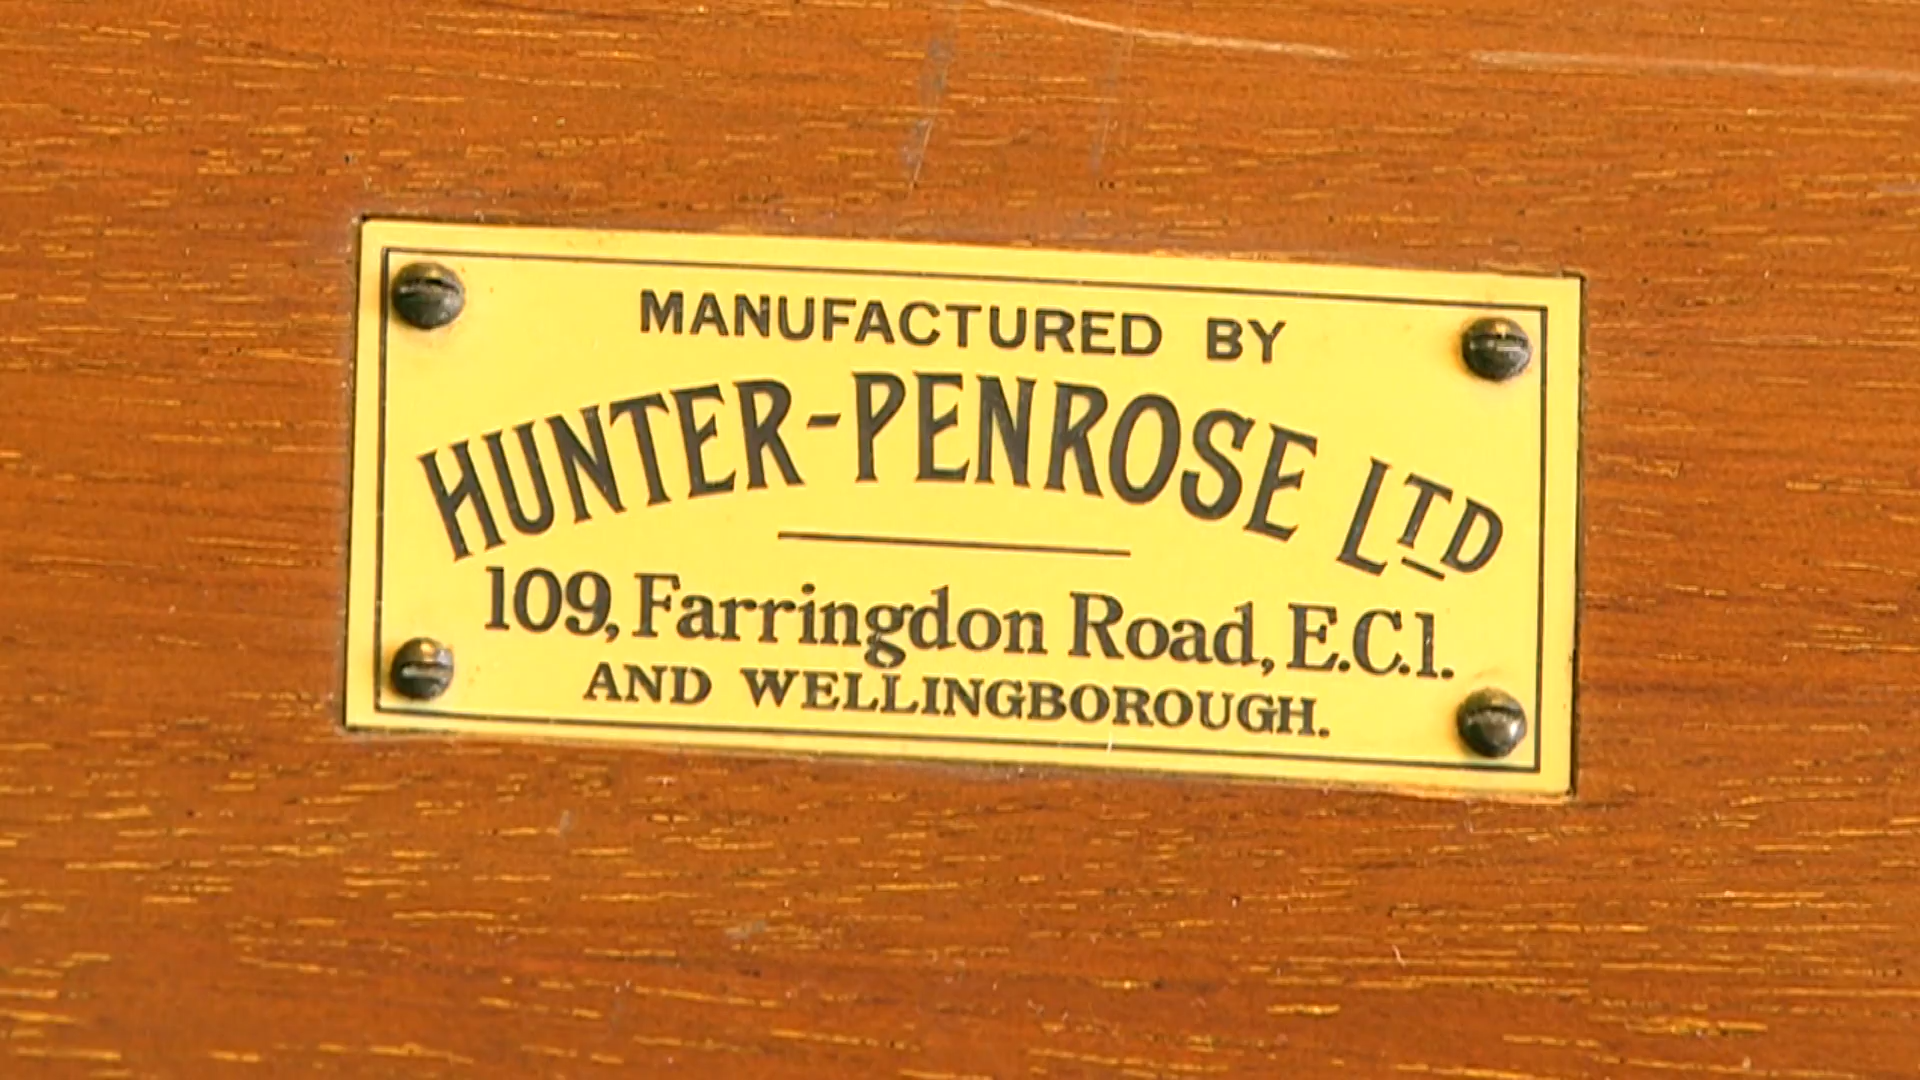 MANUFACTURED BY
HUNTER-PENROSE LTD
109, Farringdon Road, E.C.1.
AND WELLINGBOROUGH.